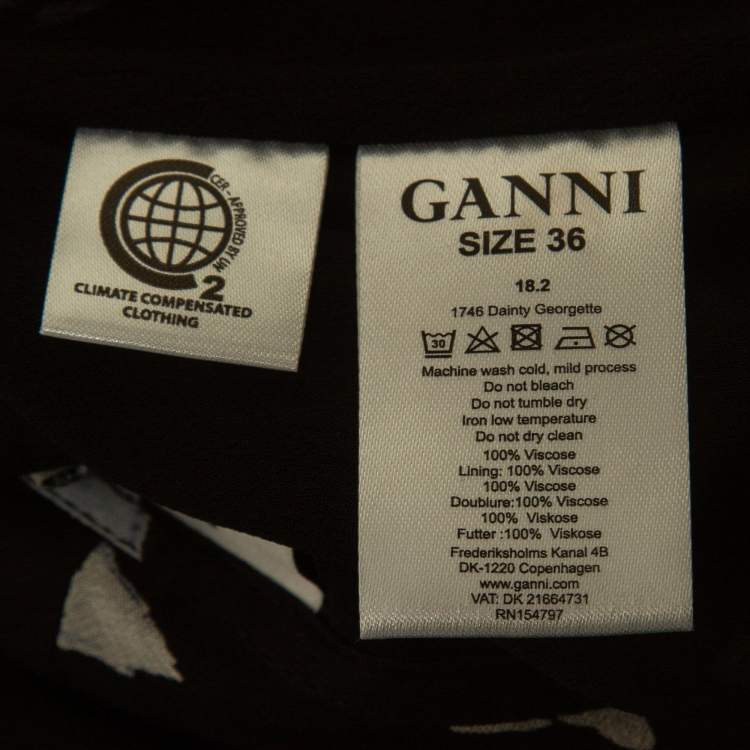 CER - APPROVED BY UN
2
CLIMATE COMPENSATED
CLOTHING
GANNI
SIZE 36
18.2
1746 Dainty Georgette
30
Machine wash cold, mild process
Do not bleach
Do not tumble dry
Iron low temperature
Do not dry clean
100% Viscose
Lining: 100% Viscose
100% Viscose
Doublure:100% Viscose
100% Viskose
Futter :100% Viskose
Frederiksholms Kanal 4B
DK-1220 Copenhagen
www.ganni.com
VAT: DK 21664731
RN154797